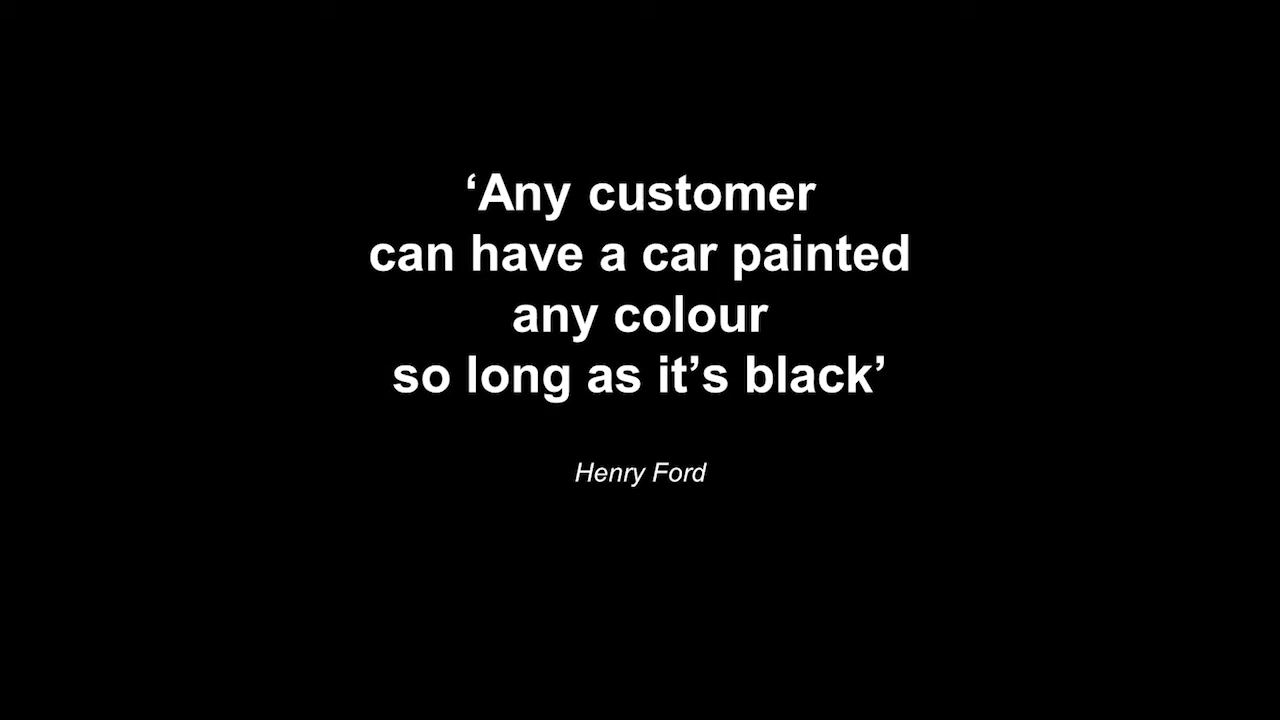 ‘Any customer
can have a car painted
any colour
so long as it’s black’
Henry Ford